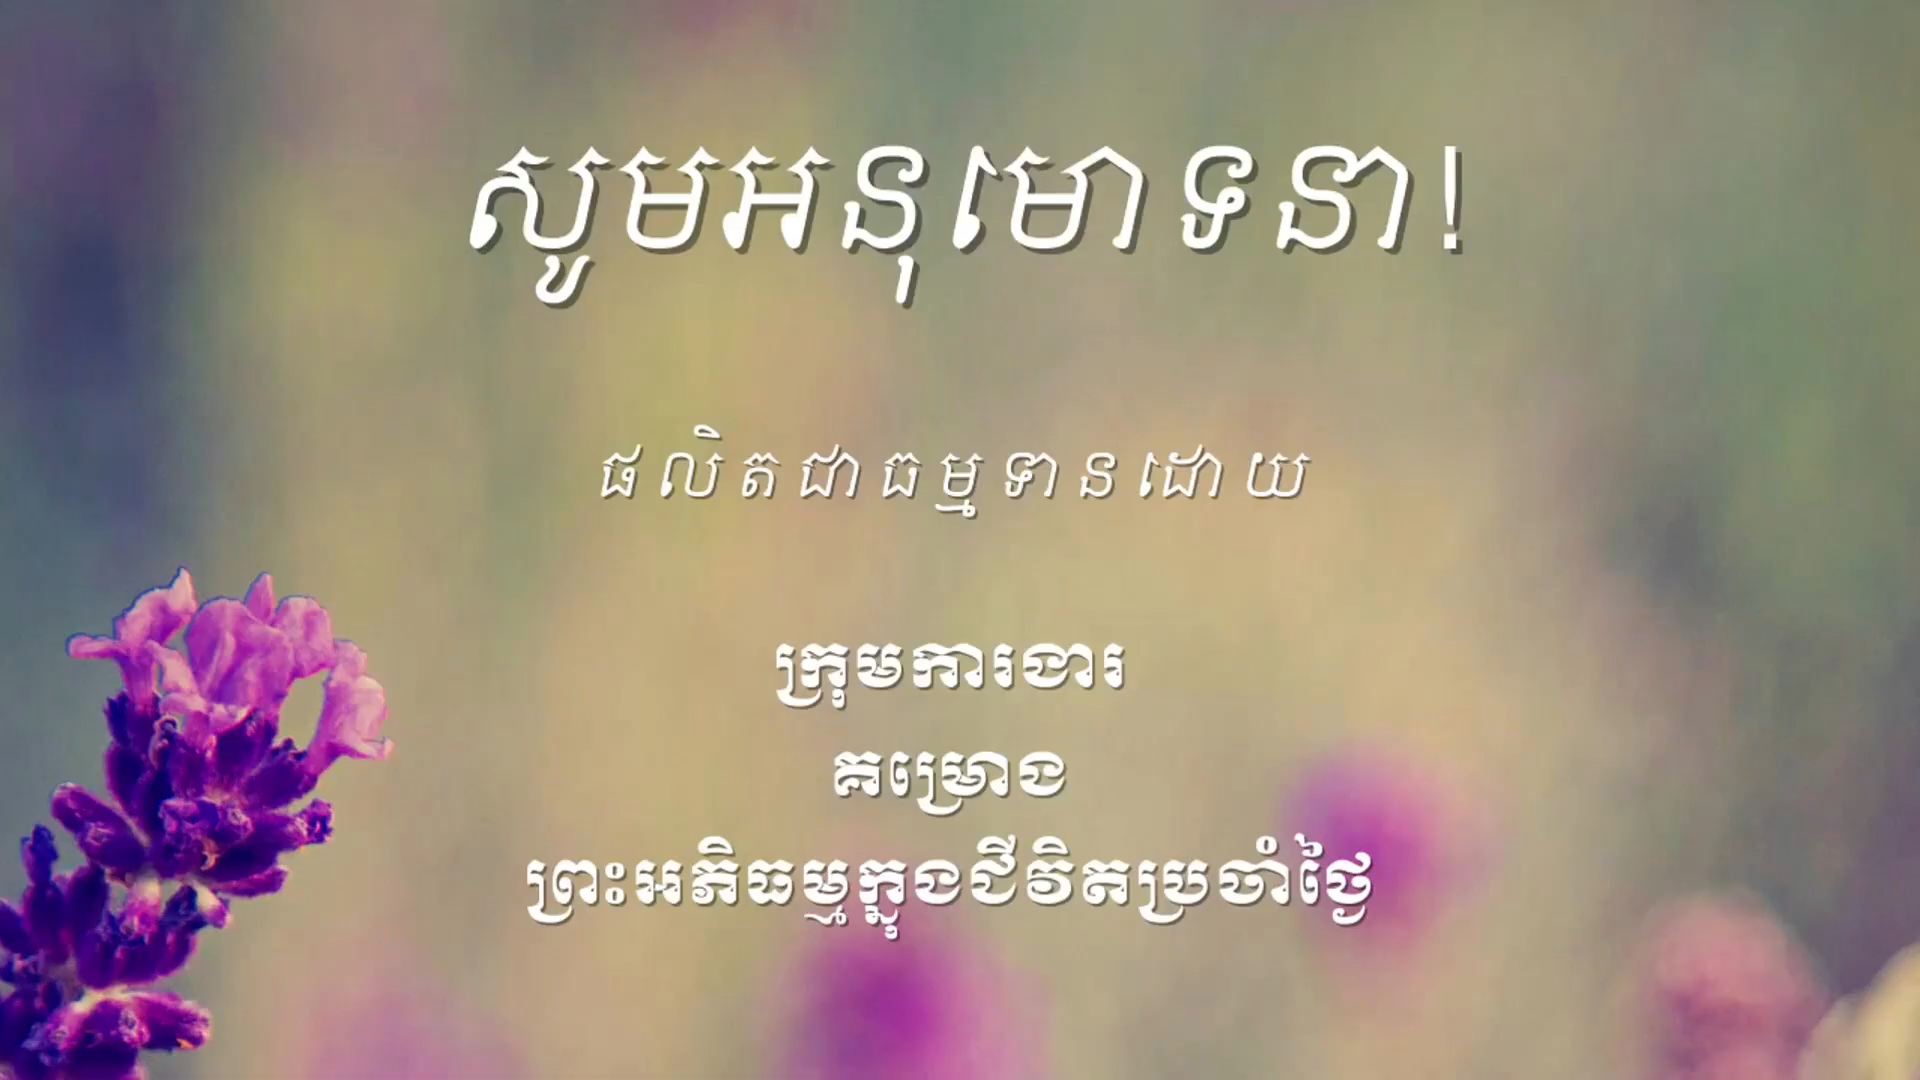 សូមអនុមោទនា!
ផលិតជាធម្មទានដោយ
ក្រុមការងារ
គម្រោង
ព្រះអភិធម្មក្នុងជីវិតប្រចាំថ្ងៃ